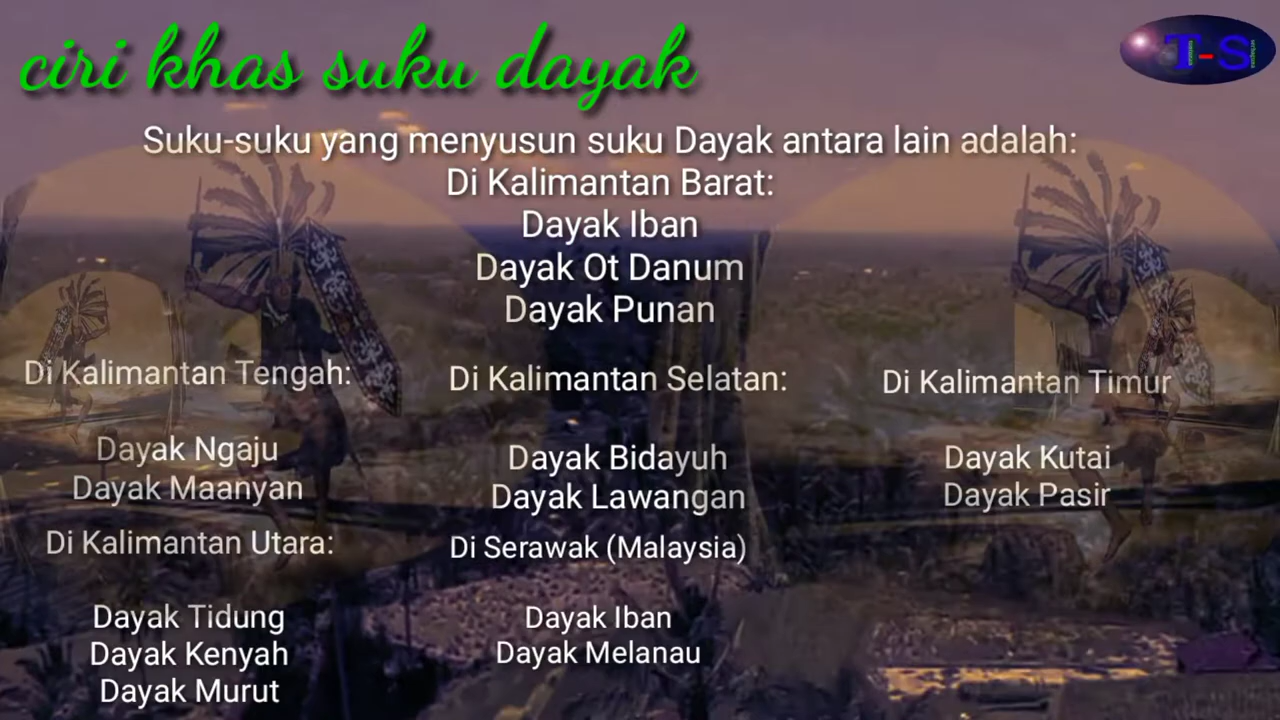 ciri khas suku dayak
T-S
Suku-suku yang menyusun suku Dayak antara lain adalah:
Di Kalimantan Barat:
Dayak Iban
Dayak Ot Danum
Dayak Punan
Di Kalimantan Tengah:
Dayak Ngaju
Dayak Maanyan
Di Kalimantan Selatan:
Dayak Bidayuh
Dayak Lawangan
Di Kalimantan Timur
Dayak Kutai
Dayak Pasir
Di Kalimantan Utara:
Dayak Tidung
Dayak Kenyah
Dayak Murut
Di Serawak (Malaysia)
Dayak Iban
Dayak Melanau